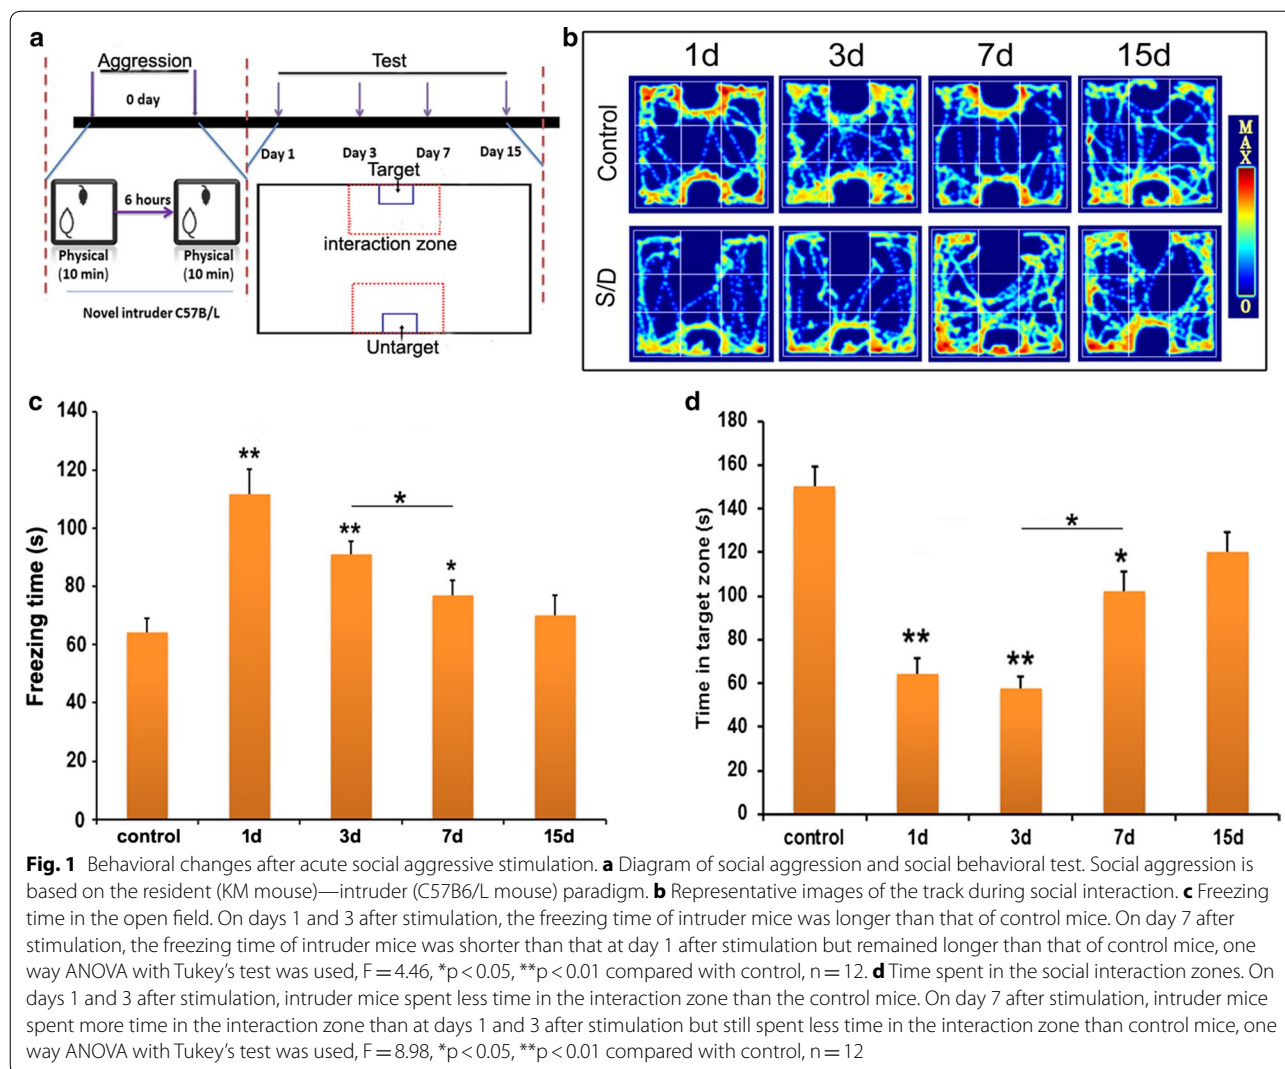 a
Aggression
0 day
Test
Day 1
Day 3
Day 7
Day 15
6 hours
Physical
(10 min)
Physical
(10 min)
Novel intruder C57B/L
Target
interaction zone
Untarget
b
1d
3d
7d
15d
Control
S/D
MAX
0
c
140
120
100
80
60
40
20
0
Freezing time (s)
**
**
*
*
control
1d
3d
7d
15d
d
180
160
140
120
100
80
60
40
20
0
Time in target zone (s)
**
**
*
*
control
1d
3d
7d
15d
Fig. 1 Behavioral changes after acute social aggressive stimulation. a Diagram of social aggression and social behavioral test. Social aggression is
based on the resident (KM mouse)—intruder (C57B6/L mouse) paradigm. b Representative images of the track during social interaction. c Freezing
time in the open field. On days 1 and 3 after stimulation, the freezing time of intruder mice was longer than that of control mice. On day 7 after
stimulation, the freezing time of intruder mice was shorter than that at day 1 after stimulation but remained longer than that of control mice, one
way ANOVA with Tukey's test was used, F = 4.46, *p < 0.05, **p < 0.01 compared with control, n = 12. d Time spent in the social interaction zones. On
days 1 and 3 after stimulation, intruder mice spent less time in the interaction zone than the control mice. On day 7 after stimulation, intruder mice
spent more time in the interaction zone than at days 1 and 3 after stimulation but still spent less time in the interaction zone than control mice, one
way ANOVA with Tukey's test was used, F = 8.98, *p < 0.05, **p < 0.01 compared with control, n = 12